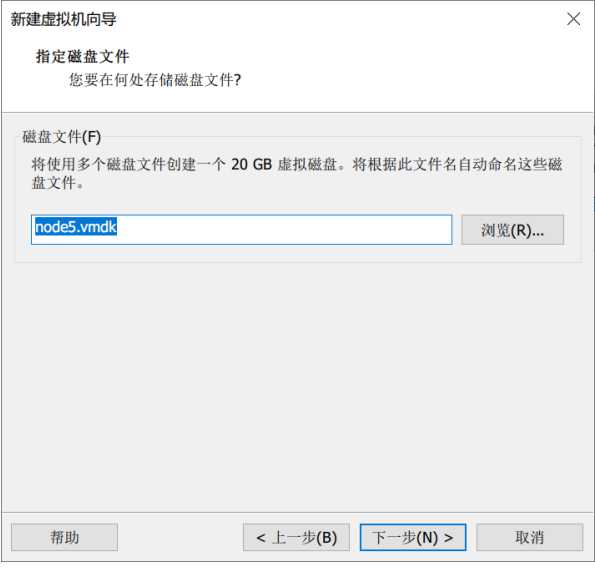 新建虚拟机向导
指定磁盘文件
您要在何处存储磁盘文件?
磁盘文件(F)
将使用多个磁盘文件创建一个 20 GB 虚拟磁盘。将根据此文件名自动命名这些磁
盘文件。
node5.vmdk
浏览(R)...
帮助
< 上一步(B)
下一步(N) >
取消